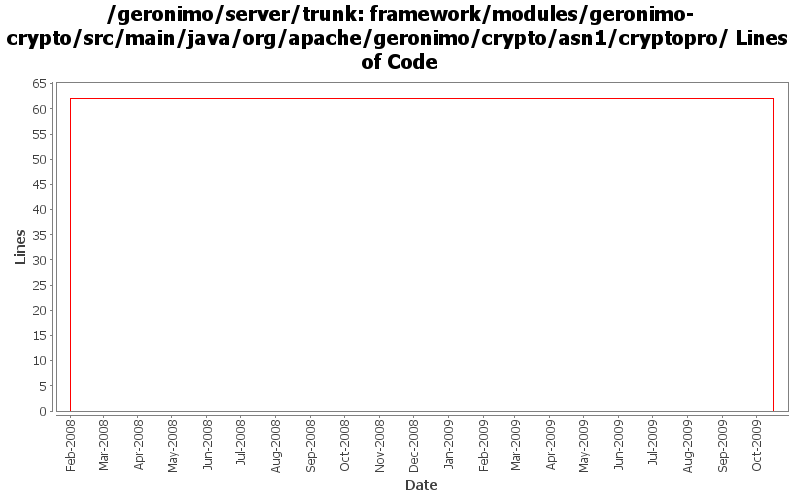 /geronimo/server/trunk: framework/modules/geronimo-
crypto/src/main/java/org/apache/geronimo/crypto/asn1/cryptopro/ Lines
of Code
65
60
55
50
45
40
35
30
25
20
15
10
5
0
Lines
Feb-2008
Mar-2008
Apr-2008
May-2008
Jun-2008
Jul-2008
Aug-2008
Sep-2008
Oct-2008
Nov-2008
Dec-2008
Jan-2009
Feb-2009
Mar-2009
Apr-2009
May-2009
Jun-2009
Jul-2009
Aug-2009
Sep-2009
Oct-2009
Date